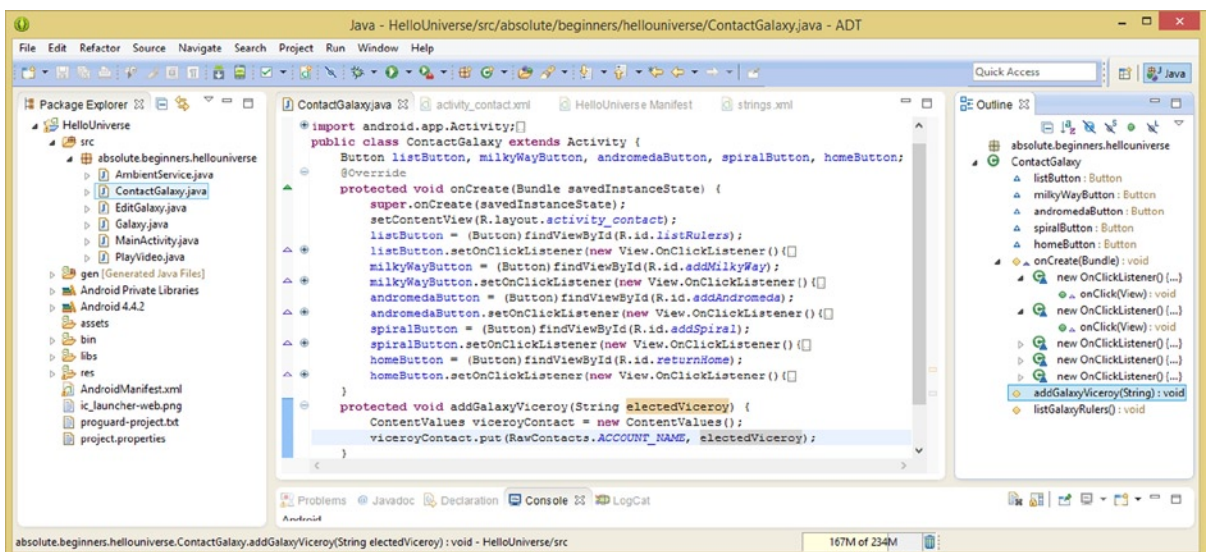 Java - HelloUniverse/src/absolute/beginners/hellouniverse/ContactGalaxy.java - ADT
File Edit Refactor Source Navigate Search Project Run Window Help
Quick Access
Java
Package Explorer
HelloUniverse
src
absolute.beginners.hellouniverse
AmbientService.java
ContactGalaxy.java
EditGalaxy.java
Galaxy.java
MainActivity.java
PlayVideo.java
gen [Generated Java Files]
Android Private Libraries
Android 4.4.2
assets
bin
libs
res
AndroidManifest.xml
ic_launcher-web.png
proguard-project.txt
project.properties
ContactGalaxy.java activity_contact.xml HelloUniverse Manifest strings.xml
import android.app.Activity;
public class ContactGalaxy extends Activity {
Button listButton, milkyWayButton, andromedaButton, spiralButton, homeButton;
@Override
protected void onCreate(Bundle savedInstanceState) {
super.onCreate(savedInstanceState);
setContentView(R.layout.activity_contact);
listButton = (Button)findViewById(R.id.listRulers);
listButton.setOnClickListener(new View.OnClickListener(){
milkyWayButton = (Button)findViewById(R.id.addMilkyWay);
milkyWayButton.setOnClickListener(new View.OnClickListener(){
andromedaButton = (Button)findViewById(R.id.addAndromeda);
andromedaButton.setOnClickListener(new View.OnClickListener(){
spiralButton = (Button)findViewById(R.id.addSpiral);
spiralButton.setOnClickListener(new View.OnClickListener(){
homeButton = (Button)findViewById(R.id.returnHome);
homeButton.setOnClickListener(new View.OnClickListener(){
}
protected void addGalaxyViceroy(String electedViceroy) {
ContentValues viceroyContact = new ContentValues();
viceroyContact.put(RawContacts.ACCOUNT_NAME, electedViceroy);
}
Outline
absolute.beginners.hellouniverse
ContactGalaxy
listButton : Button
milkyWayButton : Button
andromedaButton : Button
spiralButton : Button
homeButton : Button
onCreate(Bundle) : void
new OnClickListener() {...}
onClick(View) : void
new OnClickListener() {...}
onClick(View) : void
new OnClickListener() {...}
new OnClickListener() {...}
new OnClickListener() {...}
addGalaxyViceroy(String) : void
listGalaxyRulers() : void
Problems @ Javadoc Declaration Console LogCat
Android
absolute.beginners.hellouniverse.ContactGalaxy.addGalaxyViceroy(String electedViceroy) : void - HelloUniverse/src
167M of 234M